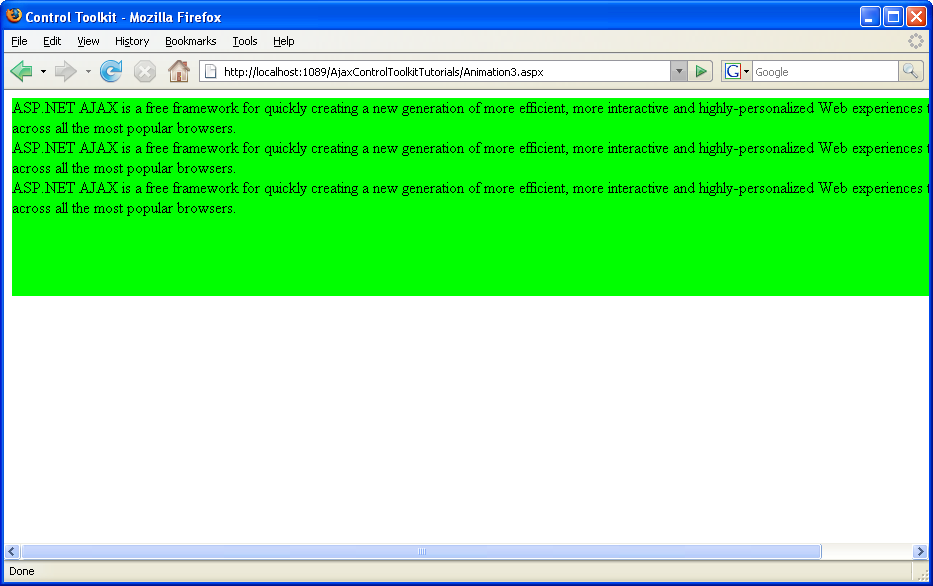 Control Toolkit - Mozilla Firefox
File Edit View History Bookmarks Tools Help
http://localhost:1089/AjaxControlToolkitTutorials/Animation3.aspx
G Google
ASP.NET AJAX is a free framework for quickly creating a new generation of more efficient, more interactive and highly-personalized Web experiences
across all the most popular browsers.
ASP.NET AJAX is a free framework for quickly creating a new generation of more efficient, more interactive and highly-personalized Web experiences
across all the most popular browsers.
ASP.NET AJAX is a free framework for quickly creating a new generation of more efficient, more interactive and highly-personalized Web experiences
across all the most popular browsers.
Done